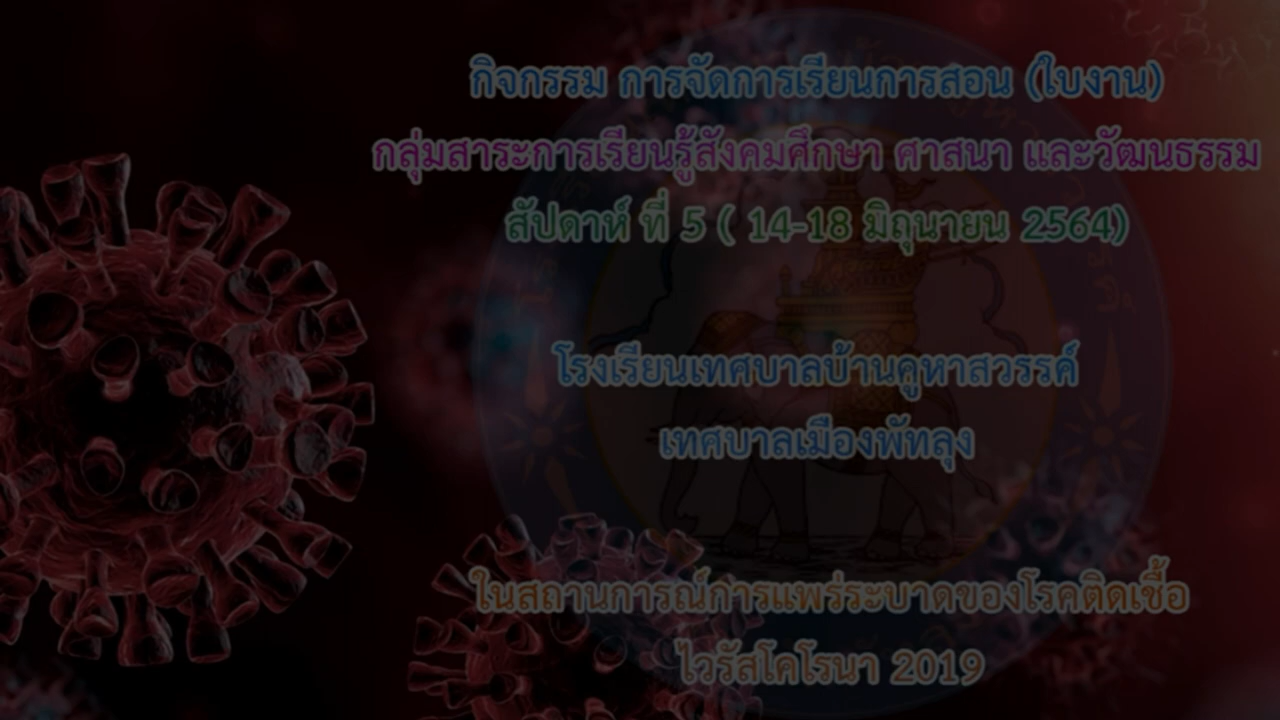 กิจกรรม การจัดการเรียนการสอน (ใบงาน)
กลุ่มสาระการเรียนรู้สังคมศึกษา ศาสนา และวัฒนธรรม
สัปดาห์ ที่ 5 ( 14-18 มิถุนายน 2564)
โรงเรียนเทศบาลบ้านคูหาสวรรค์
เทศบาลเมืองพัทลุง
ในสถานการณ์การแพร่ระบาดของโรคติดเชื้อ
ไวรัสโคโรนา 2019